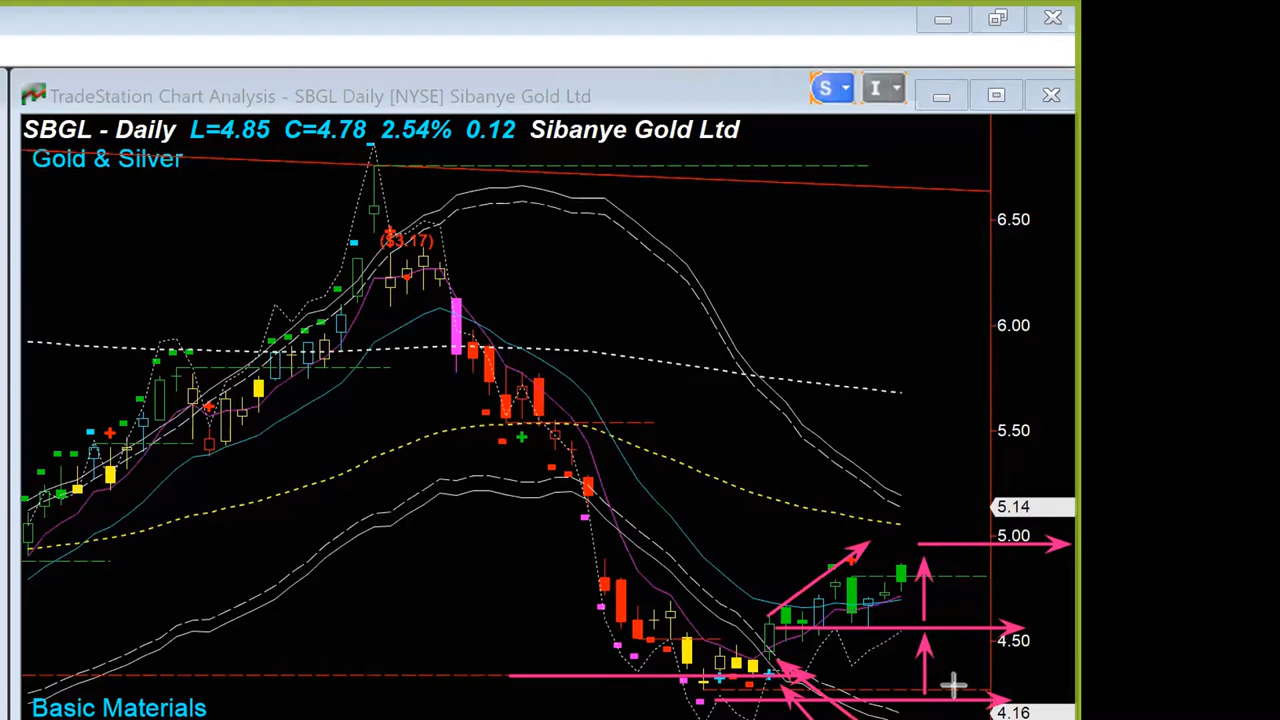 TradeStation Chart Analysis - SBGL Daily [NYSE] Sibanye Gold Ltd
S
I
SBGL - Daily L=4.85 C=4.78 2.54% 0.12 Sibanye Gold Ltd
Gold & Silver
($3.17)
6.50
6.00
5.50
5.14
5.00
4.50
4.16
Basic Materials